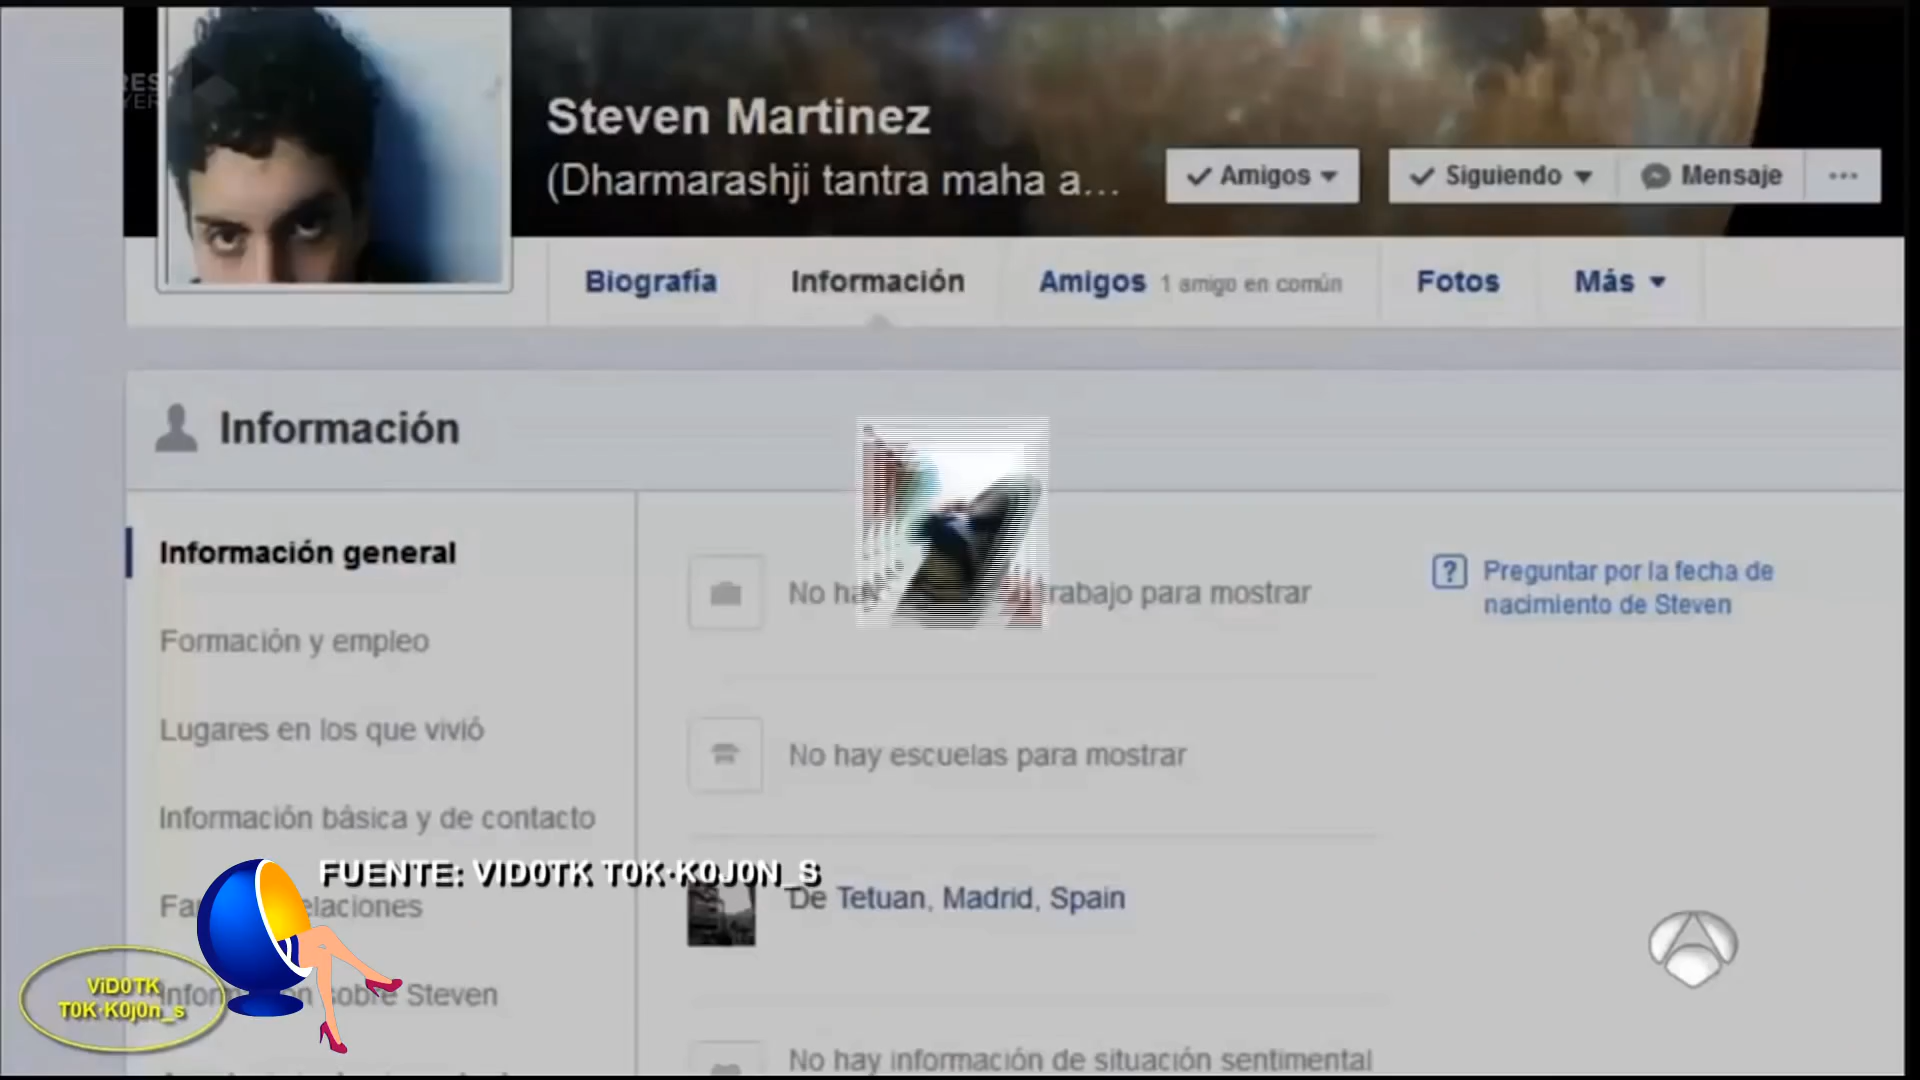 Steven Martinez
(Dharmarashji tantra maha a...
Amigos
Siguiendo
Mensaje
Biografía
Información
Amigos 1 amigo en común
Fotos
Más
Información
Información general
Formación y empleo
Lugares en los que vivió
Información básica y de contacto
elaciones
sobre Steven
No trabajo para mostrar
No hay escuelas para mostrar
De Tetuan, Madrid, Spain
No hay información de situación sentimental
? Preguntar por la fecha de
nacimiento de Steven
FUENTE: VID0TK T0K·K0J0N_S
ViD0TK
T0K·K0j0n_s